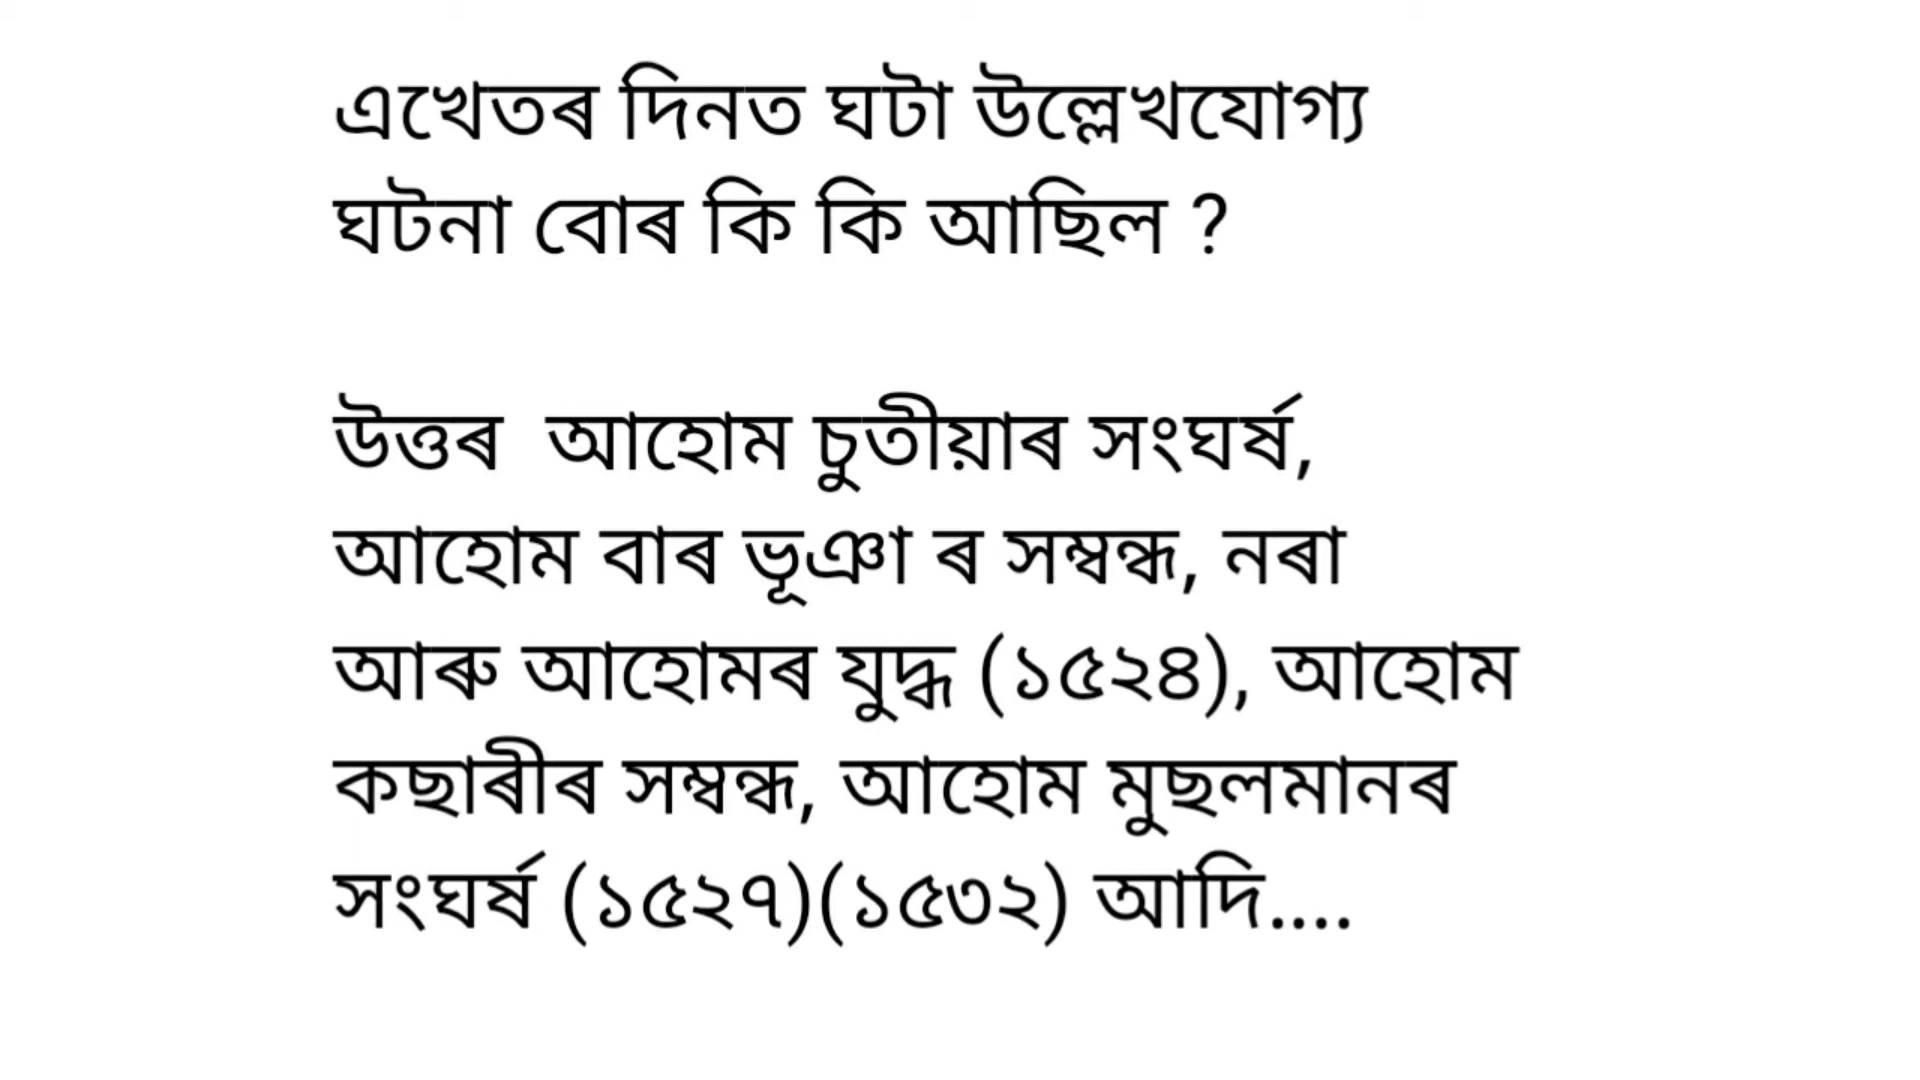 এখেতৰ দিনত ঘটা উল্লেখযোগ্য
ঘটনা বোৰ কি কি আছিল ?
উত্তৰ  আহোম চুতীয়াৰ সংঘৰ্ষ,
আহোম বাৰ ভূঞা ৰ সম্বন্ধ, নৰা
আৰু আহোমৰ যুদ্ধ (১৫২৪), আহোম
কছাৰীৰ সম্বন্ধ, আহোম মুছলমানৰ
সংঘৰ্ষ (১৫২৭)(১৫৩২) আদি....